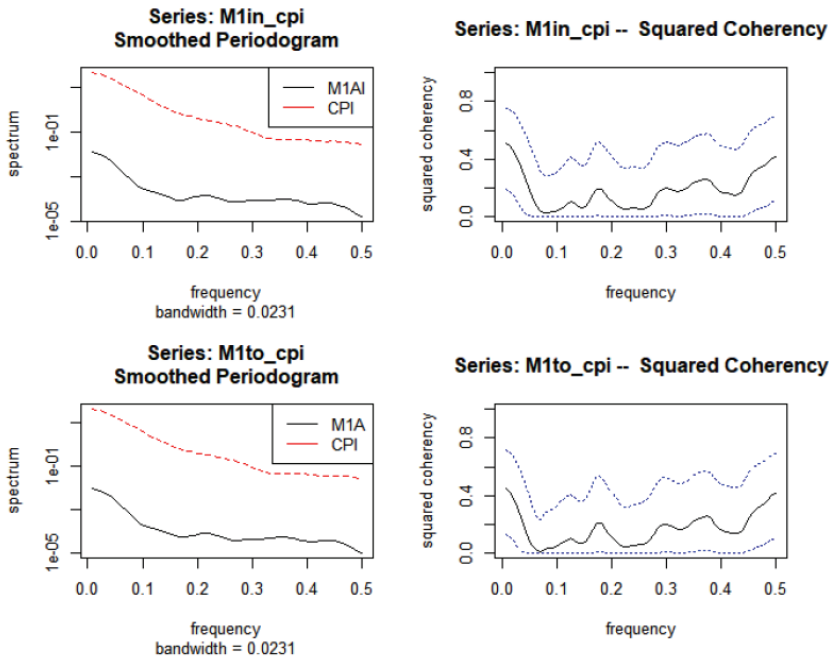 Series: M1in_cpi
Smoothed Periodogram
spectrum
1e-01
1e-05
M1AI
CPI
0.0 0.1 0.2 0.3 0.4 0.5
frequency
bandwidth = 0.0231
Series: M1in_cpi -- Squared Coherency
squared coherency
0.8
0.4
0.0
0.0 0.1 0.2 0.3 0.4 0.5
frequency
Series: M1to_cpi
Smoothed Periodogram
spectrum
1e-01
1e-05
M1A
CPI
0.0 0.1 0.2 0.3 0.4 0.5
frequency
bandwidth = 0.0231
Series: M1to_cpi -- Squared Coherency
squared coherency
0.8
0.4
0.0
0.0 0.1 0.2 0.3 0.4 0.5
frequency